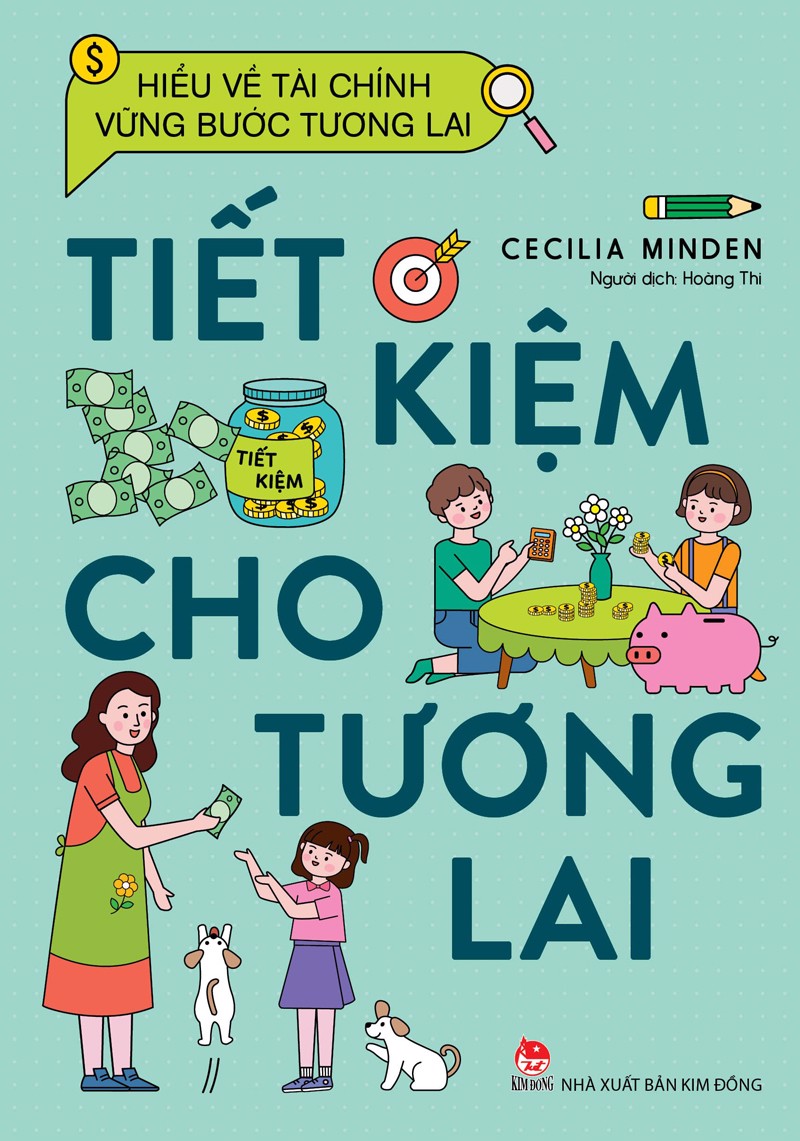 HIỂU VỀ TÀI CHÍNH
VỮNG BƯỚC TƯƠNG LAI
CECILIA MINDEN
Người dịch: Hoàng Thi
TIẾT
KIỆM
TIẾT
KIỆM
CHO
TƯƠNG
LAI
KIM ĐỒNG
NHÀ XUẤT BẢN KIM ĐỒNG